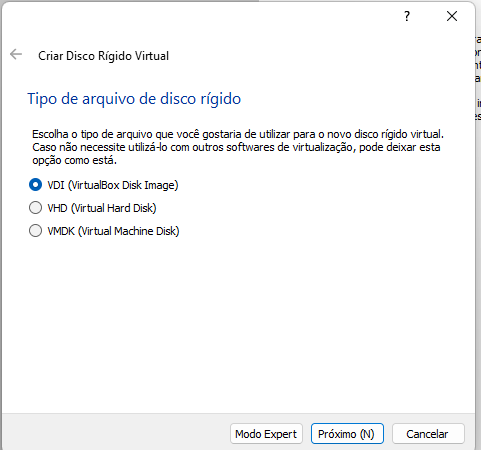 ?
Criar Disco Rígido Virtual
Tipo de arquivo de disco rígido
Escolha o tipo de arquivo que você gostaria de utilizar para o novo disco rígido virtual.
Caso não necessite utilizá-lo com outros softwares de virtualização, pode deixar esta
opção como está.
VDI (VirtualBox Disk Image)
VHD (Virtual Hard Disk)
VMDK (Virtual Machine Disk)
Modo Expert
Próximo (N)
Cancelar